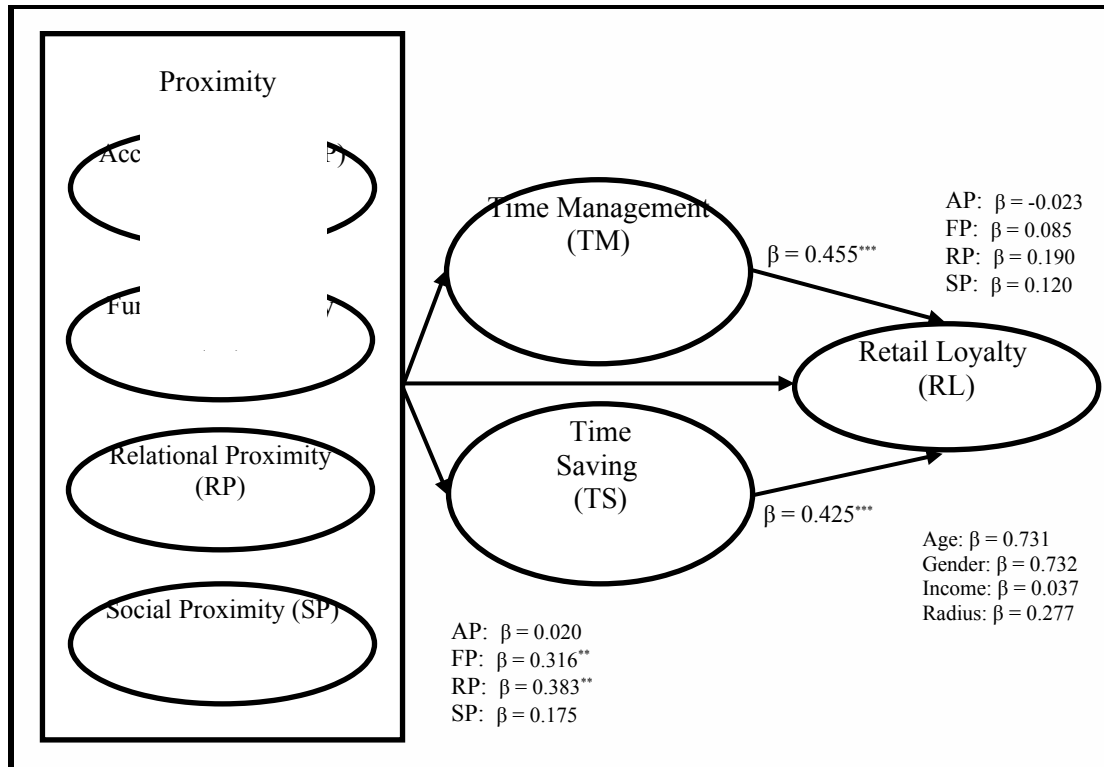 Proximity
Relational Proximity
(RP)
Social Proximity (SP)
Time Management
(TM)
β = 0.455***
Time
Saving
(TS)
β = 0.425***
AP: β = 0.020
FP: β = 0.316**
RP: β = 0.383**
SP: β = 0.175
AP: β = -0.023
FP: β = 0.085
RP: β = 0.190
SP: β = 0.120
Retail Loyalty
(RL)
Age: β = 0.731
Gender: β = 0.732
Income: β = 0.037
Radius: β = 0.277